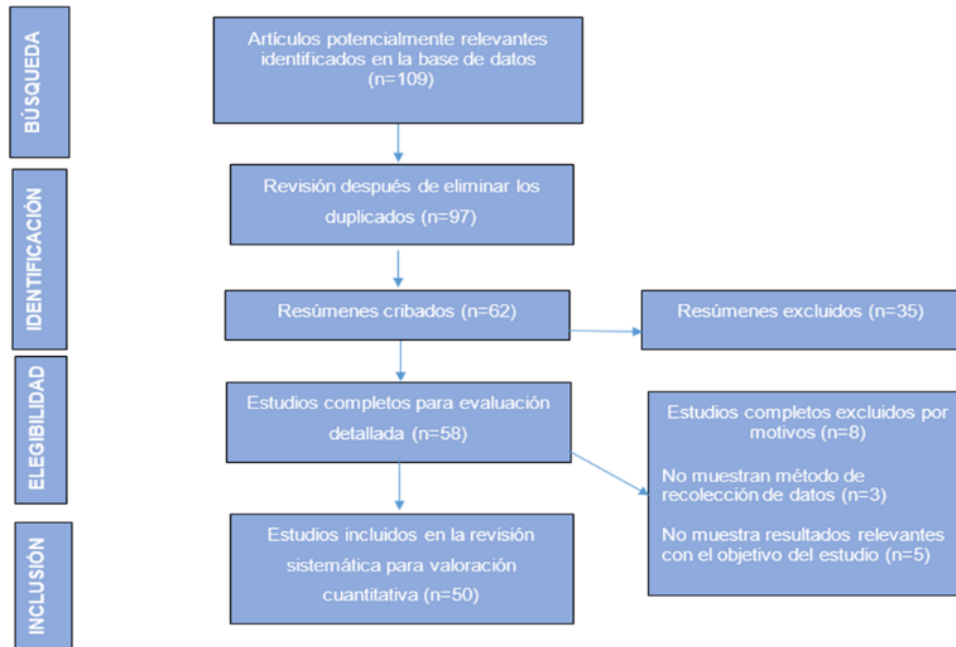 BÚSQUEDA
Artículos potencialmente relevantes
identificados en la base de datos
(n=109)
IDENTIFICACIÓN
Revisión después de eliminar los
duplicados (n=97)
Resúmenes cribados (n=62)
Resúmenes excluidos (n=35)
ELEGIBILIDAD
Estudios completos para evaluación
detallada (n=58)
Estudios completos excluidos por
motivos (n=8)
No muestran método de
recolección de datos (n=3)
No muestra resultados relevantes
con el objetivo del estudio (n=5)
INCLUSIÓN
Estudios incluidos en la revisión
sistemática para valoración
cuantitativa (n=50)